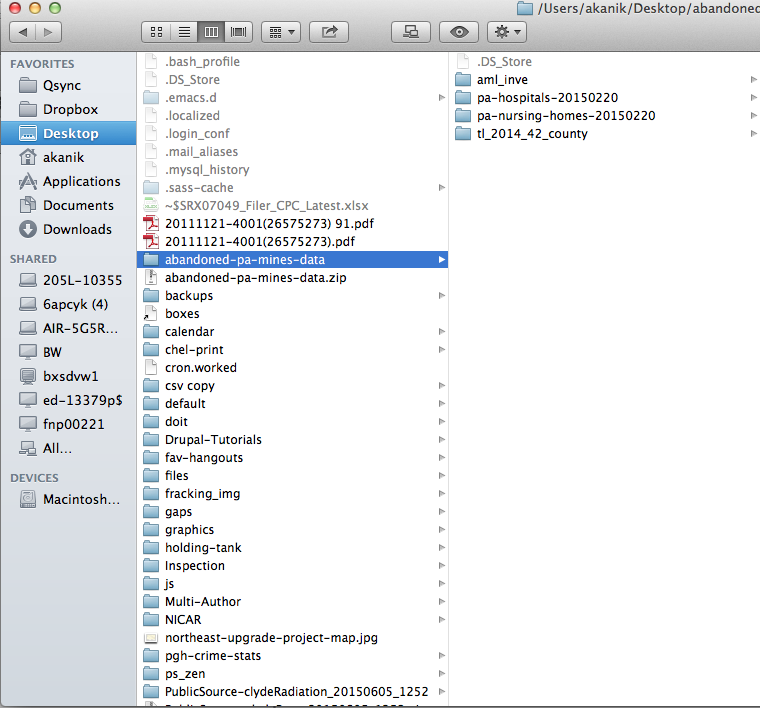 /Users/akanik/Desktop/abandoned
FAVORITES
Qsync
Dropbox
Desktop
akanik
Applications
Documents
Downloads
SHARED
205L-10355
6apcyk (4)
AIR-5G5R...
BW
bxsdvw1
ed-13379p$
fnp00221
All...
DEVICES
Macintosh...
.bash_profile
.DS_Store
.emacs.d
.localized
.login_conf
.mail_aliases
.mysql_history
.sass-cache
~$SRX07049_Filer_CPC_Latest.xlsx
20111121-4001(26575273) 91.pdf
20111121-4001(26575273).pdf
abandoned-pa-mines-data
abandoned-pa-mines-data.zip
backups
boxes
calendar
chel-print
cron.worked
csv copy
default
doit
Drupal-Tutorials
fav-hangouts
files
fracking_img
gaps
graphics
holding-tank
Inspection
js
Multi-Author
NICAR
northeast-upgrade-project-map.jpg
pgh-crime-stats
ps_zen
PublicSource-clydeRadiation_20150605_1252
.DS_Store
aml_inve
pa-hospitals-20150220
pa-nursing-homes-20150220
tl_2014_42_county